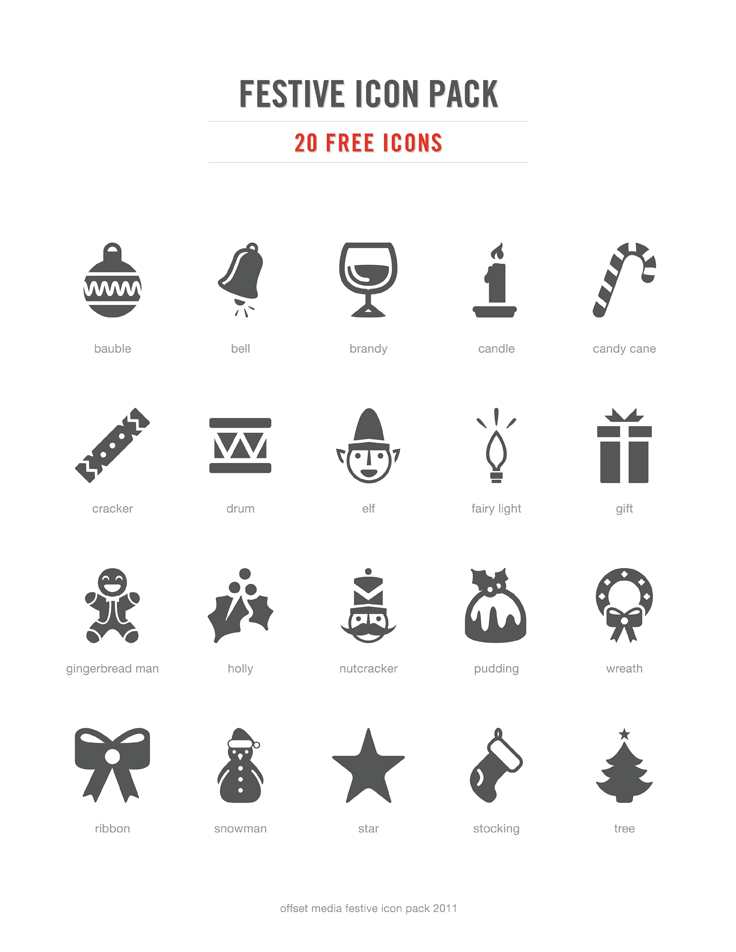 FESTIVE ICON PACK
20 FREE ICONS
bauble bell brandy candle candy cane
cracker drum elf fairy light gift
gingerbread man holly nutcracker pudding wreath
ribbon snowman star stocking tree
offset media festive icon pack 2011